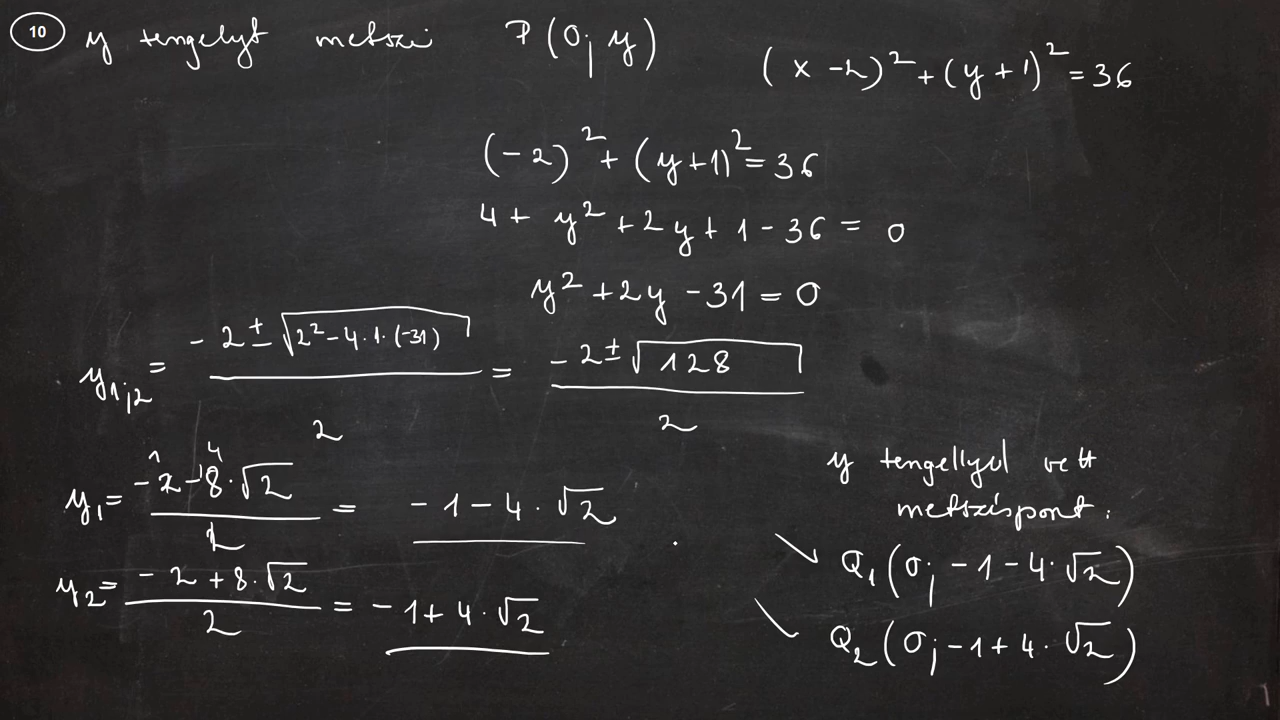 10
y tengelyt metszi P(0; y)
(x-2)² + (y+1)² = 36
(-2)² + (y+1)² = 36
4 + y² + 2y + 1 - 36 = 0
y² + 2y - 31 = 0
y₁;₂ = (-2 ± √(2² - 4·1·(-31))) / 2 = (-2 ± √128) / 2
y₁ = (-2 - 8·√2) / 2 = -1 - 4·√2
y₂ = (-2 + 8·√2) / 2 = -1 + 4·√2
y tengellyel vett
metszéspont:
Q₁(0; -1 - 4·√2)
Q₂(0; -1 + 4·√2)